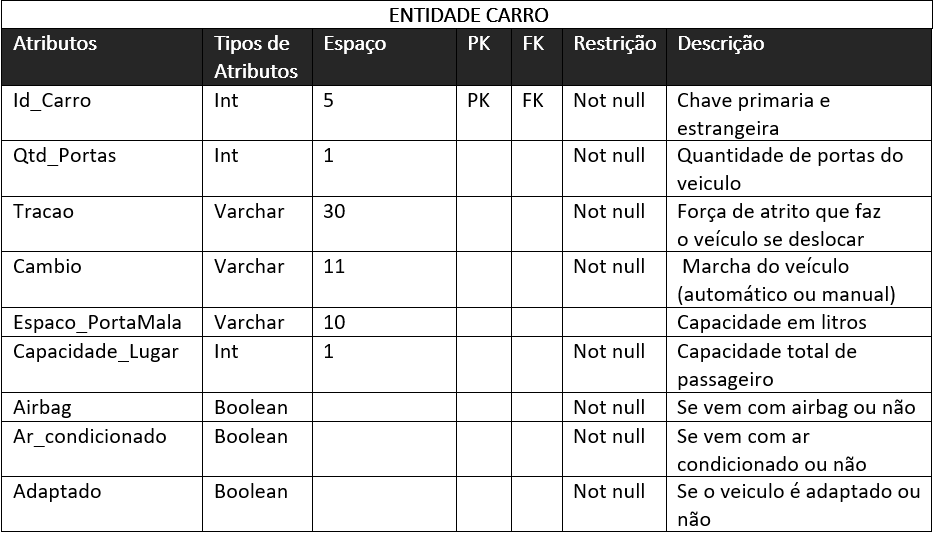 ENTIDADE CARRO
Atributos Tipos de Atributos Espaço PK FK Restrição Descrição
Id_Carro Int 5 PK FK Not null Chave primaria e estrangeira
Qtd_Portas Int 1 Not null Quantidade de portas do veiculo
Tracao Varchar 30 Not null Força de atrito que faz o veículo se deslocar
Cambio Varchar 11 Not null Marcha do veículo (automático ou manual)
Espaco_PortaMala Varchar 10 Capacidade em litros
Capacidade_Lugar Int 1 Not null Capacidade total de passageiro
Airbag Boolean Not null Se vem com airbag ou não
Ar_condicionado Boolean Not null Se vem com ar condicionado ou não
Adaptado Boolean Not null Se o veiculo é adaptado ou não